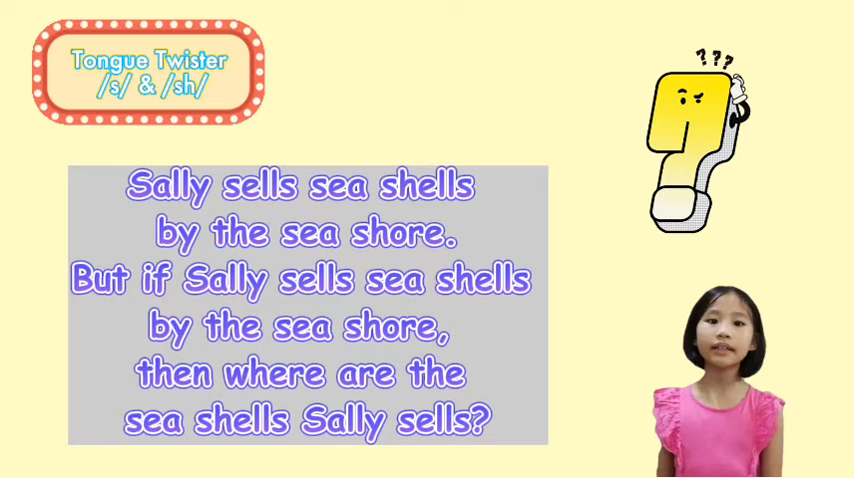 Tongue Twister
/s/ & /sh/
???
Sally sells sea shells
by the sea shore.
But if Sally sells sea shells
by the sea shore,
then where are the
sea shells Sally sells?